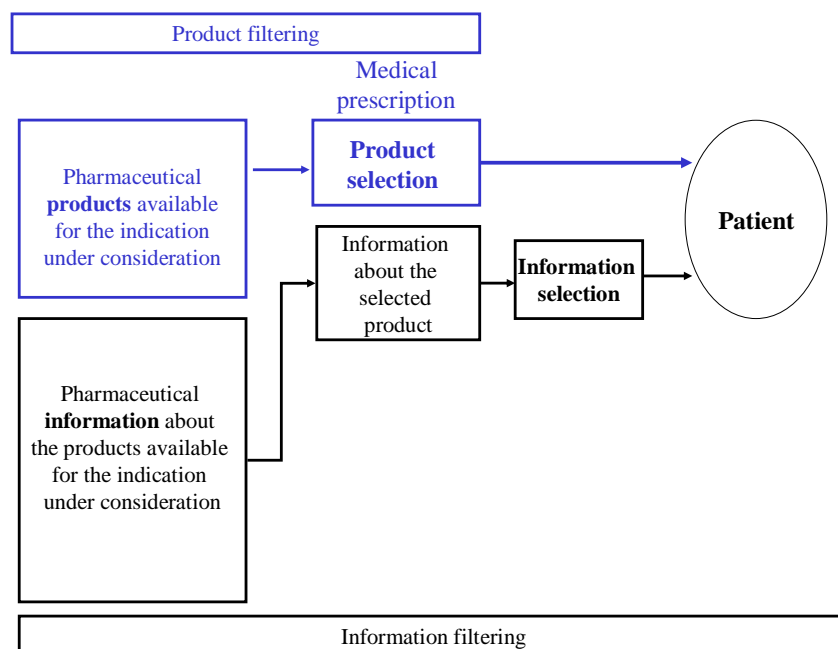 Product filtering
Medical
prescription
Pharmaceutical
products available
for the indication
under consideration
Product
selection
Patient
Information
about the
selected
product
Information
selection
Pharmaceutical
information about
the products available
for the indication
under consideration
Information filtering